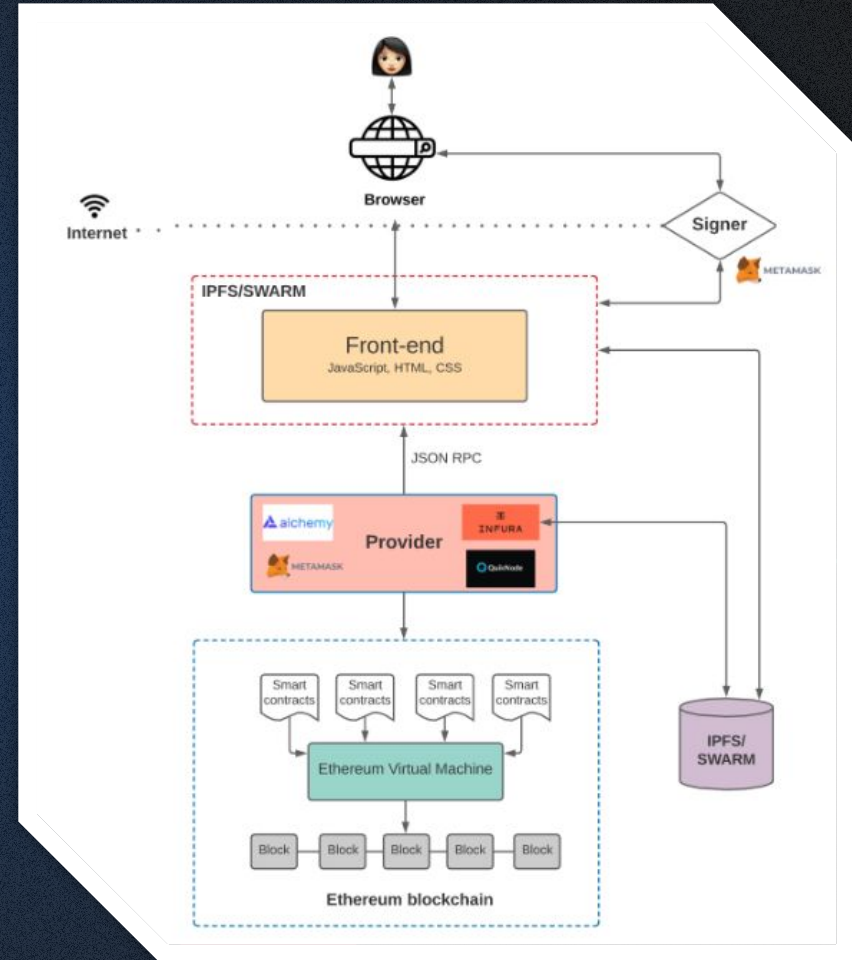 Browser
Internet
Signer
METAMASK
IPFS/SWARM
Front-end
JavaScript, HTML, CSS
JSON RPC
alchemy
INFURA
Provider
METAMASK
QuikNode
Smart
contracts
Smart
contracts
Smart
contracts
Smart
contracts
Ethereum Virtual Machine
IPFS/
SWARM
Block
Block
Block
Block
Block
Ethereum blockchain